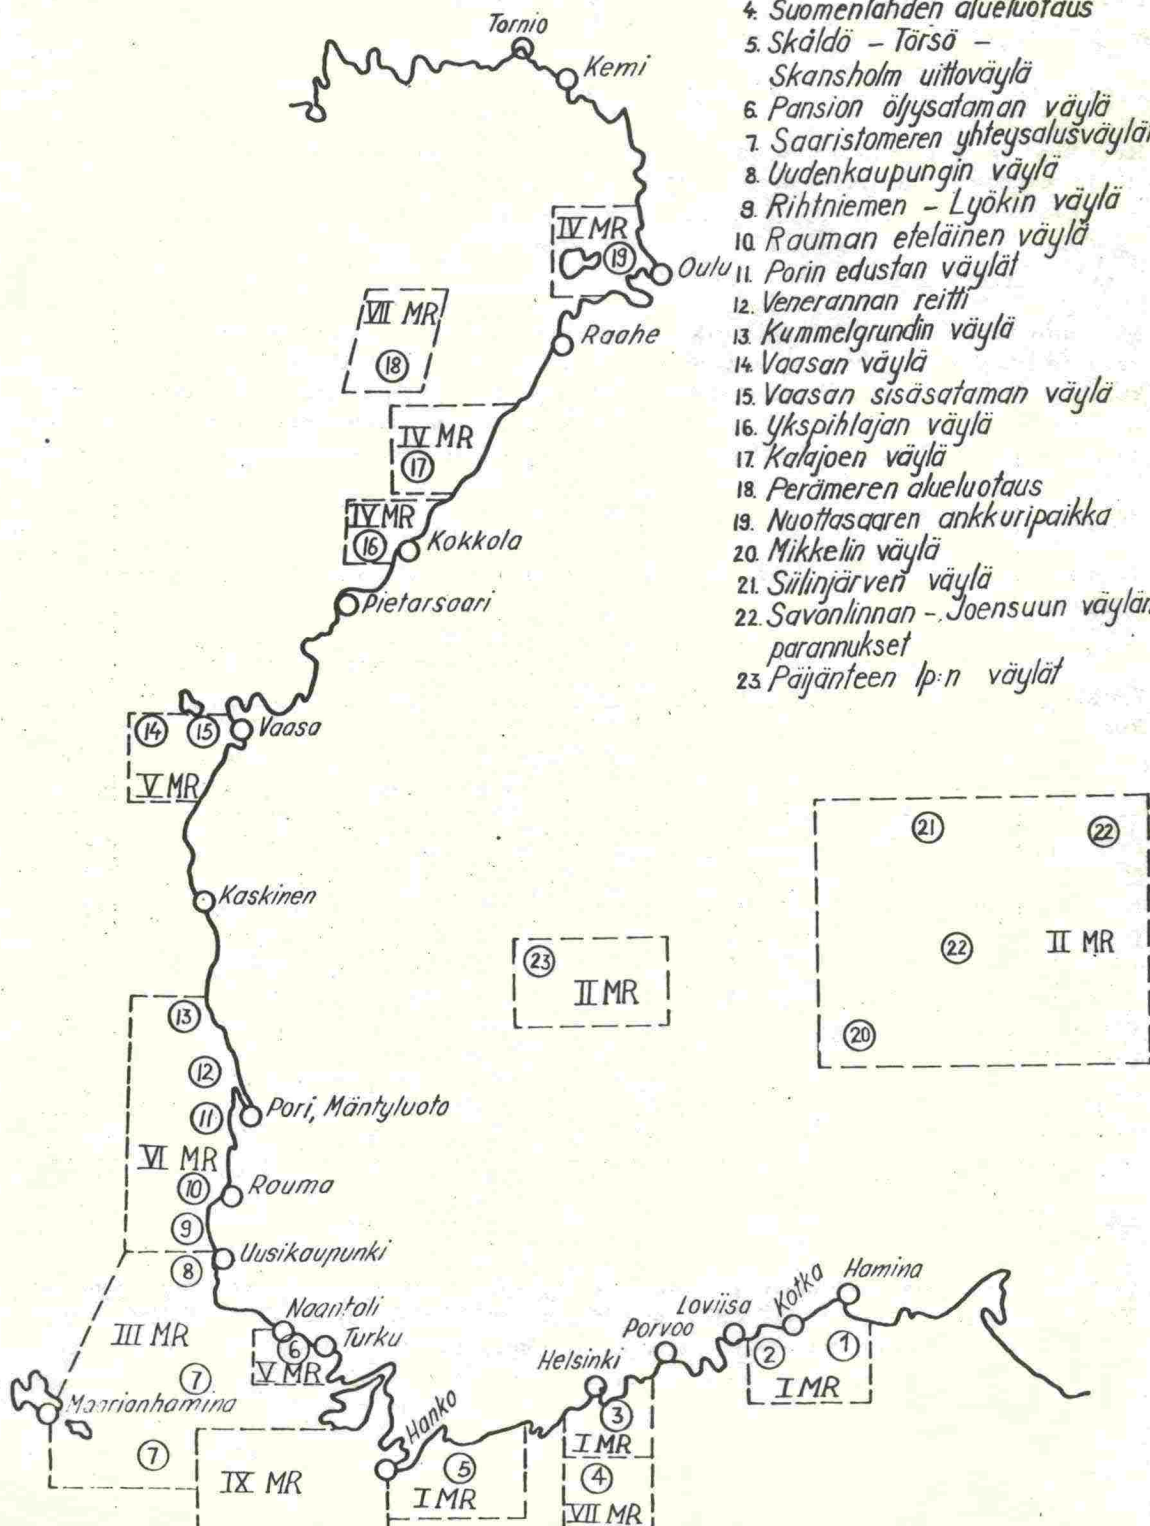 4. Suomenlahden alueluotaus
5. Skåldö – Törsö –
Skansholm uittoväylä
6. Pansion öljysataman väylä
7. Saaristomeren yhteysalusväylät
8. Uudenkaupungin väylä
9. Rihtniemen – Lyökin väylä
10. Rauman eteläinen väylä
11. Porin edustan väylät
12. Venerannan reitti
13. Kummelgrundin väylä
14. Vaasan väylä
15. Vaasan sisäsataman väylä
16. Ykspihlajan väylä
17. Kalajoen väylä
18. Perämeren alueluotaus
19. Nuottasaaren ankkuripaikka
20. Mikkelin väylä
21. Siilinjärven väylä
22. Savonlinnan – Joensuun väylän
parannukset
23 Päijänteen lp:n väylät
Tornio
Kemi
IV MR
19
Oulu
VII MR
18
Raahe
IV MR
17
IV MR
16
Kokkola
Pietarsaari
14
15
Vaasa
V MR
21
22
Kaskinen
II MR
22
23
II MR
20
13
12
11
Pori, Mäntyluoto
VI MR
10
Rauma
9
Uusikaupunki
8
Naantali
III MR
6
Turku
V MR
7
Maarianhamina
7
IX MR
Hanko
5
I MR
Helsinki
3
I MR
4
VII MR
Porvoo
Loviisa
Kotka
Hamina
2
1
I MR